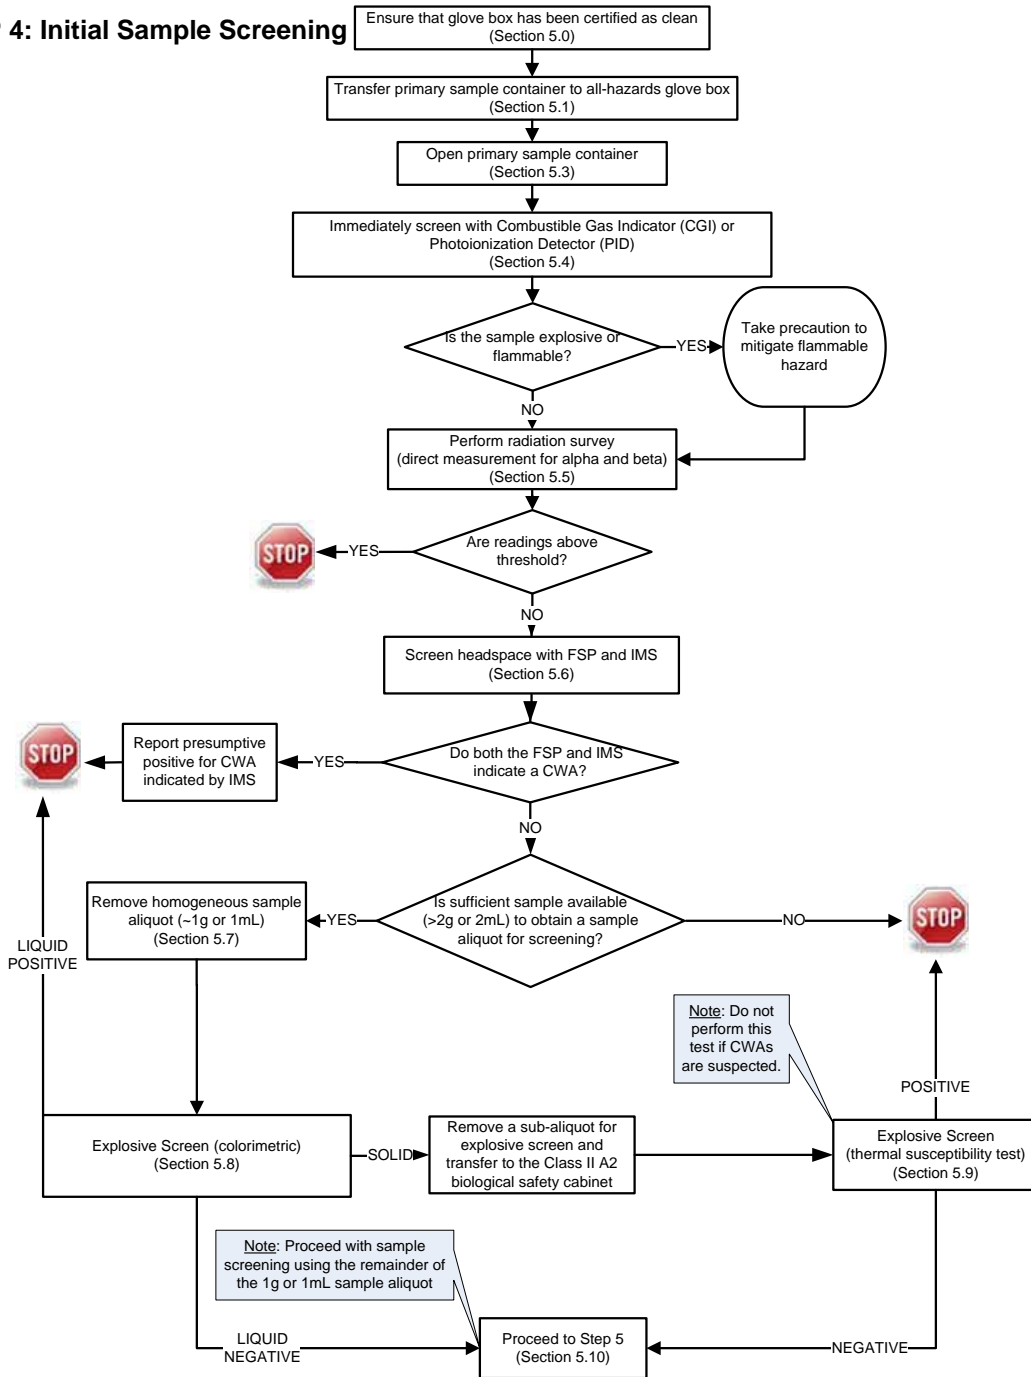 4: Initial Sample Screening
Ensure that glove box has been certified as clean
(Section 5.0)
Transfer primary sample container to all-hazards glove box
(Section 5.1)
Open primary sample container
(Section 5.3)
Immediately screen with Combustible Gas Indicator (CGI) or
Photoionization Detector (PID)
(Section 5.4)
Is the sample explosive or
flammable?
YES
Take precaution to
mitigate flammable
hazard
NO
Perform radiation survey
(direct measurement for alpha and beta)
(Section 5.5)
Are readings above
threshold?
YES
STOP
NO
Screen headspace with FSP and IMS
(Section 5.6)
Do both the FSP and IMS
indicate a CWA?
YES
Report presumptive
positive for CWA
indicated by IMS
STOP
NO
Is sufficient sample available
(>2g or 2mL) to obtain a sample
aliquot for screening?
NO
STOP
YES
Remove homogeneous sample
aliquot (~1g or 1mL)
(Section 5.7)
LIQUID
POSITIVE
Explosive Screen (colorimetric)
(Section 5.8)
SOLID
Remove a sub-aliquot for
explosive screen and
transfer to the Class II A2
biological safety cabinet
Note: Do not
perform this
test if CWAs
are suspected.
POSITIVE
Explosive Screen
(thermal susceptibility test)
(Section 5.9)
Note: Proceed with sample
screening using the remainder of
the 1g or 1mL sample aliquot
LIQUID
NEGATIVE
Proceed to Step 5
(Section 5.10)
NEGATIVE